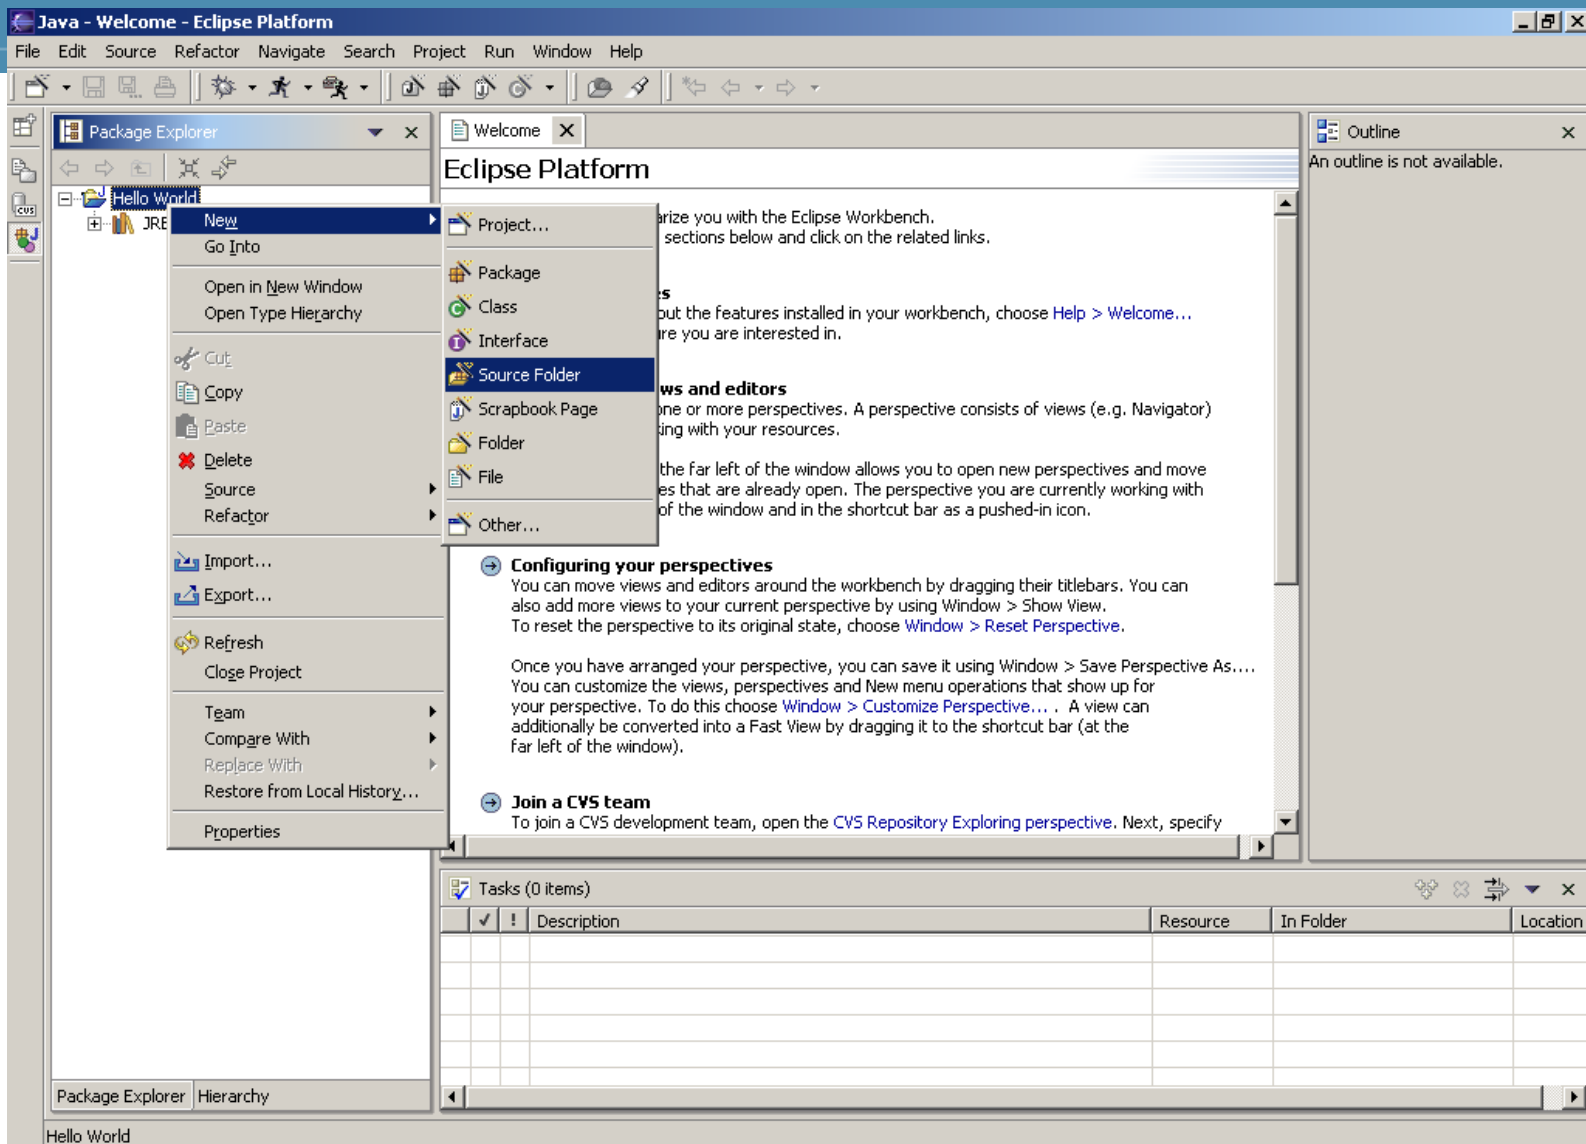 Java - Welcome - Eclipse Platform
File Edit Source Refactor Navigate Search Project Run Window Help
Package Explorer
Welcome
Outline
Eclipse Platform
An outline is not available.
Hello World
JRE
New
Go Into
Open in New Window
Open Type Hierarchy
Cut
Copy
Paste
Delete
Source
Refactor
Import...
Export...
Refresh
Close Project
Team
Compare With
Replace With
Restore from Local History...
Properties
Project...
Package
Class
Interface
Source Folder
Scrapbook Page
Folder
File
Other...
arize you with the Eclipse Workbench.
sections below and click on the related links.
es
out the features installed in your workbench, choose Help > Welcome...
ure you are interested in.
ws and editors
one or more perspectives. A perspective consists of views (e.g. Navigator)
king with your resources.
the far left of the window allows you to open new perspectives and move
es that are already open. The perspective you are currently working with
of the window and in the shortcut bar as a pushed-in icon.
Configuring your perspectives
You can move views and editors around the workbench by dragging their titlebars. You can
also add more views to your current perspective by using Window > Show View.
To reset the perspective to its original state, choose Window > Reset Perspective.
Once you have arranged your perspective, you can save it using Window > Save Perspective As....
You can customize the views, perspectives and New menu operations that show up for
your perspective. To do this choose Window > Customize Perspective... . A view can
additionally be converted into a Fast View by dragging it to the shortcut bar (at the
far left of the window).
Join a CVS team
To join a CVS development team, open the CVS Repository Exploring perspective. Next, specify
Tasks (0 items)
! Description Resource In Folder Location
Package Explorer Hierarchy
Hello World